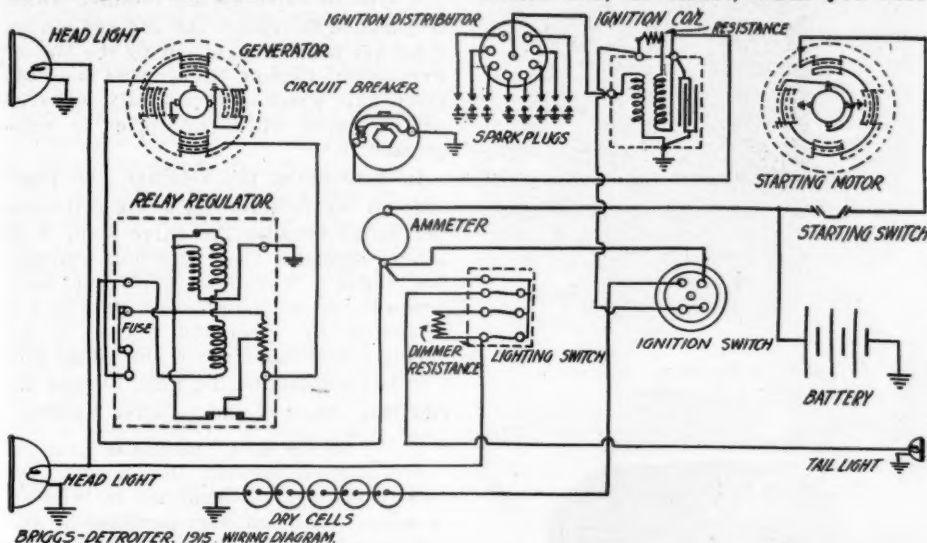 IGNITION DISTRIBUTOR
IGNITION COIL
RESISTANCE
HEAD LIGHT
GENERATOR
CIRCUIT BREAKER
SPARK PLUGS
STARTING MOTOR
RELAY REGULATOR
AMMETER
STARTING SWITCH
FUSE
DIMMER
RESISTANCE
LIGHTING SWITCH
IGNITION SWITCH
BATTERY
TAIL LIGHT
HEAD LIGHT
DRY CELLS
BRIGGS-DETROITER, 1915, WIRING DIAGRAM.